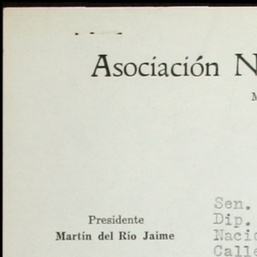 Asociación N
M
Sen.
Presidente Dip.
Martín del Río Jaime Nacio
Calle